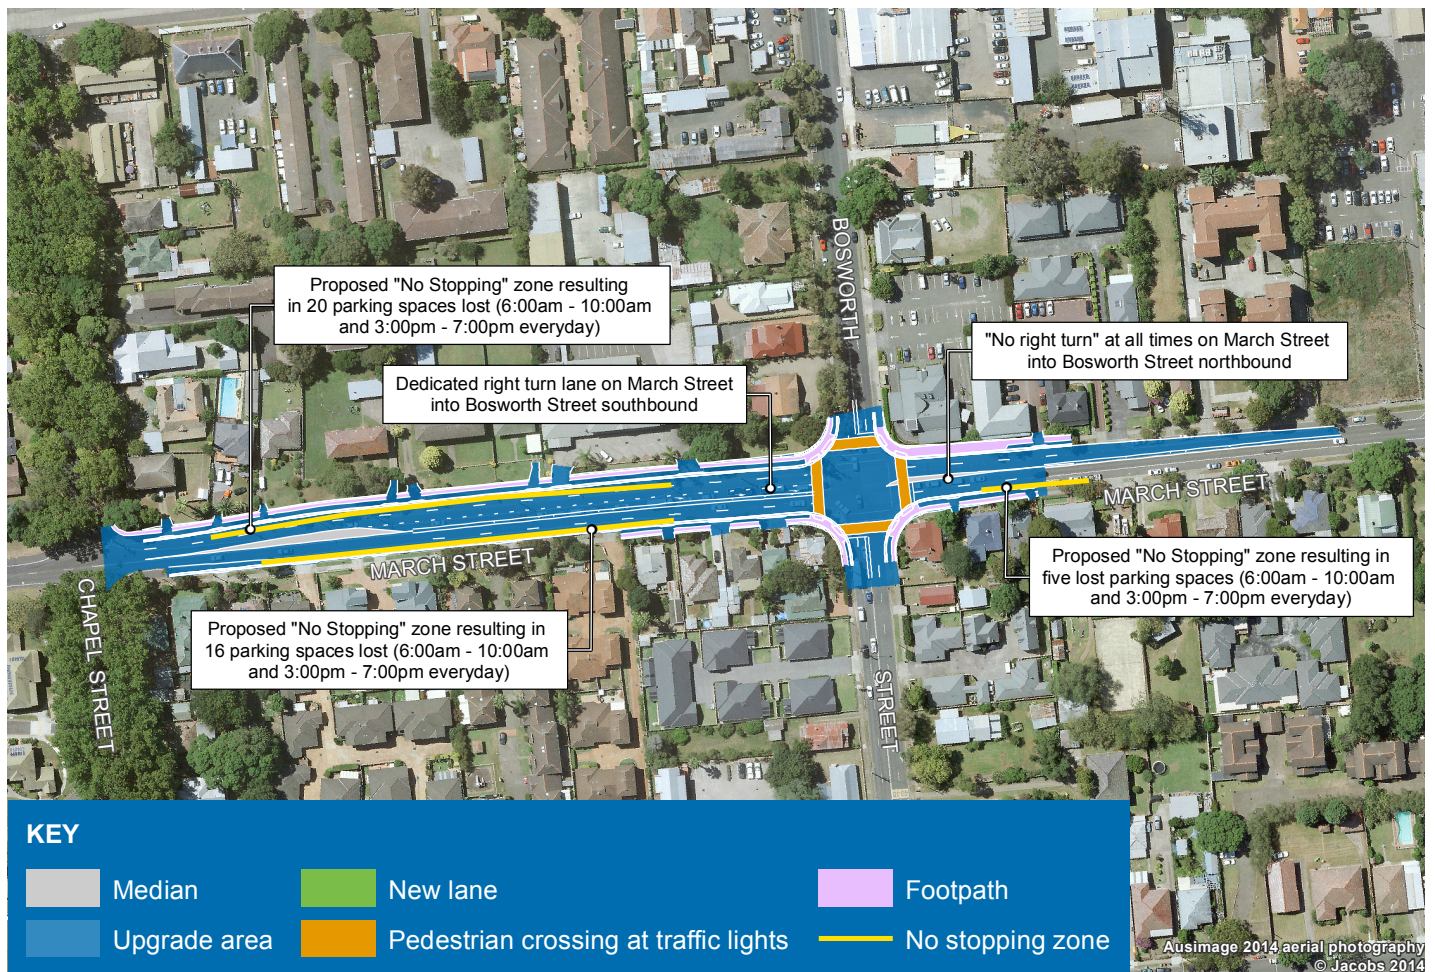 Proposed "No Stopping" zone resulting
in 20 parking spaces lost (6:00am - 10:00am
and 3:00pm - 7:00pm everyday)
Dedicated right turn lane on March Street
into Bosworth Street southbound
BOSWORTH
"No right turn" at all times on March Street
into Bosworth Street northbound
MARCH STREET
MARCH STREET
CHAPEL STREET
Proposed "No Stopping" zone resulting in
16 parking spaces lost (6:00am - 10:00am
and 3:00pm - 7:00pm everyday)
STREET
Proposed "No Stopping" zone resulting in
five lost parking spaces (6:00am - 10:00am
and 3:00pm - 7:00pm everyday)
KEY
Median
New lane
Footpath
Upgrade area
Pedestrian crossing at traffic lights
No stopping zone
Ausimage 2014 aerial photography
© Jacobs 2014